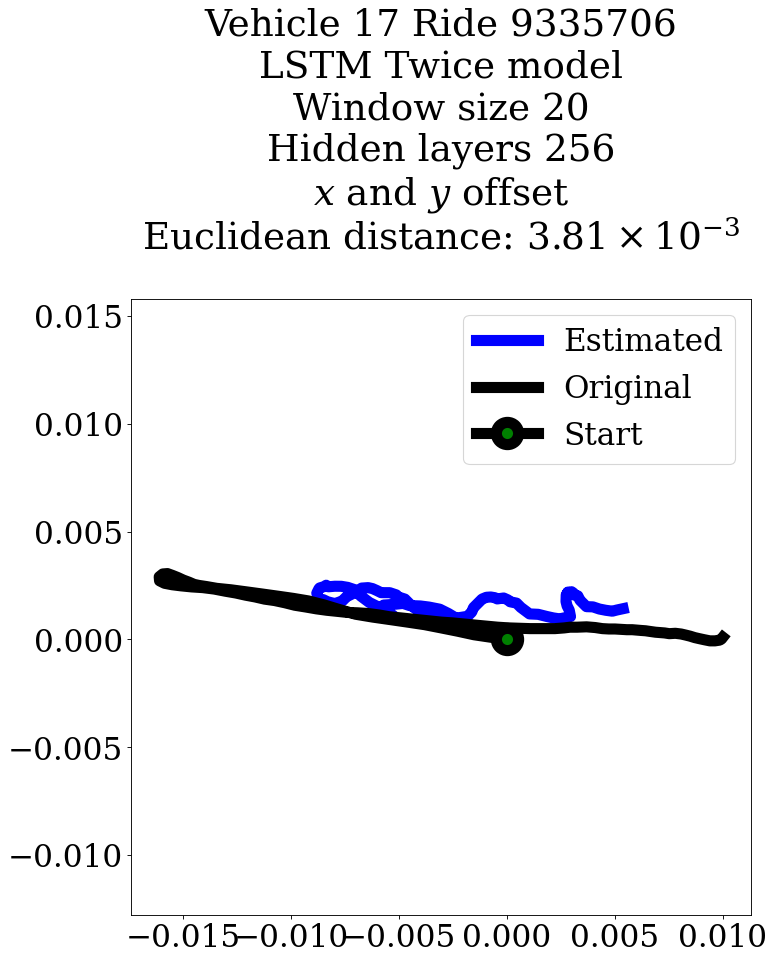 Vehicle 17 Ride 9335706
LSTM Twice model
Window size 20
Hidden layers 256
x and y offset
Euclidean distance: 3.81 × 10⁻³
Estimated
Original
Start
0.015
0.010
0.005
0.000
−0.005
−0.010
−0.015 −0.010 −0.005 0.000 0.005 0.010